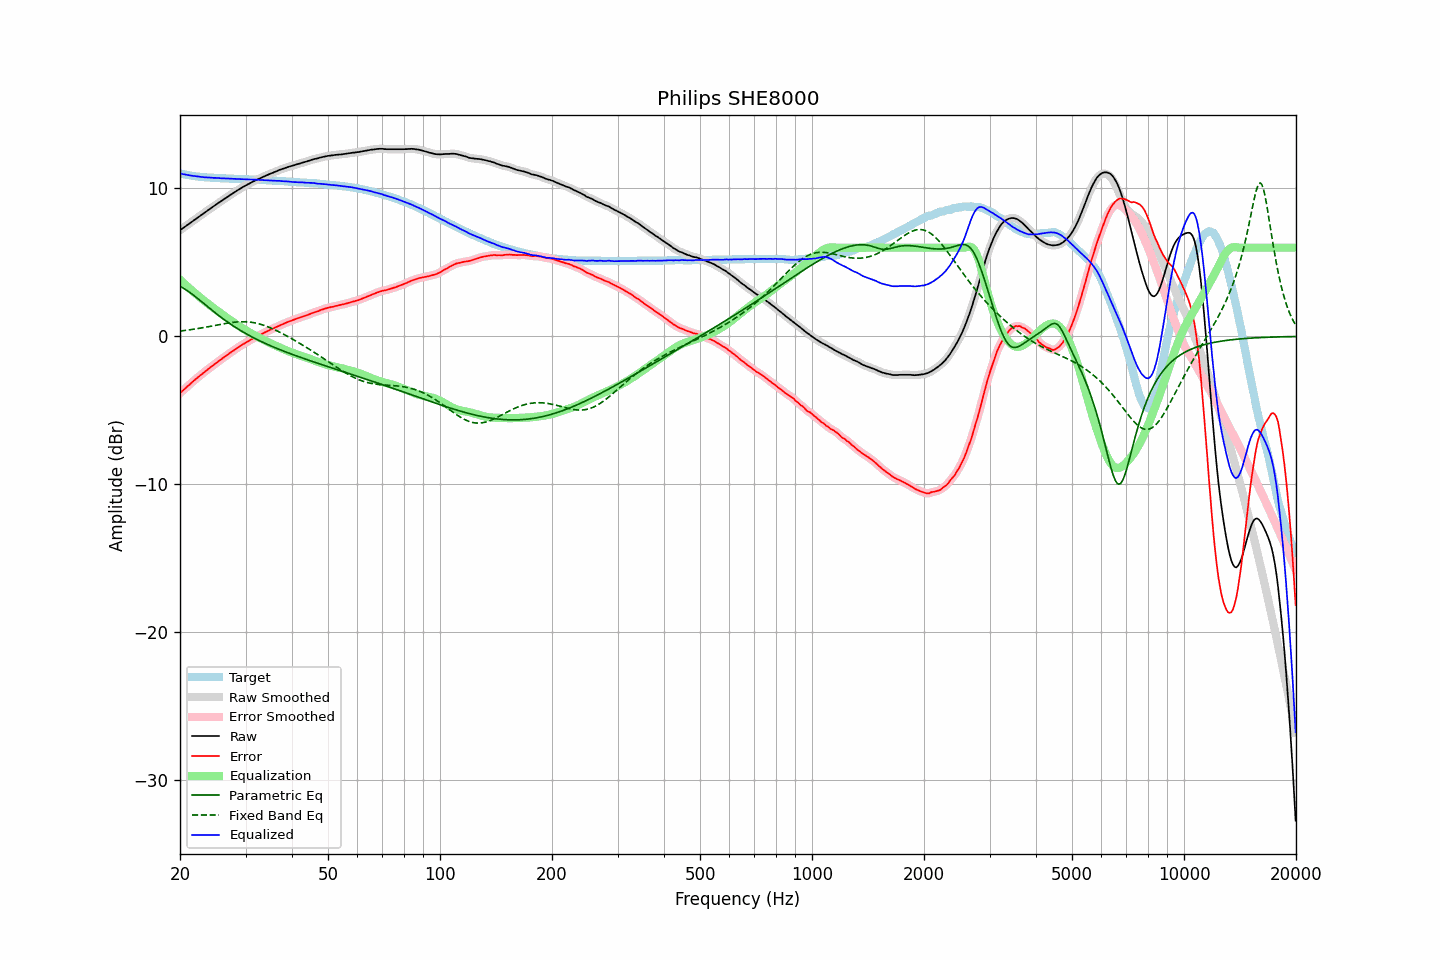 Philips SHE8000
Amplitude (dBr)
10
0
−10
−20
−30
Target
Raw Smoothed
Error Smoothed
Raw
Error
Equalization
Parametric Eq
Fixed Band Eq
Equalized
20 50 100 200 500 1000 2000 5000 10000 20000
Frequency (Hz)